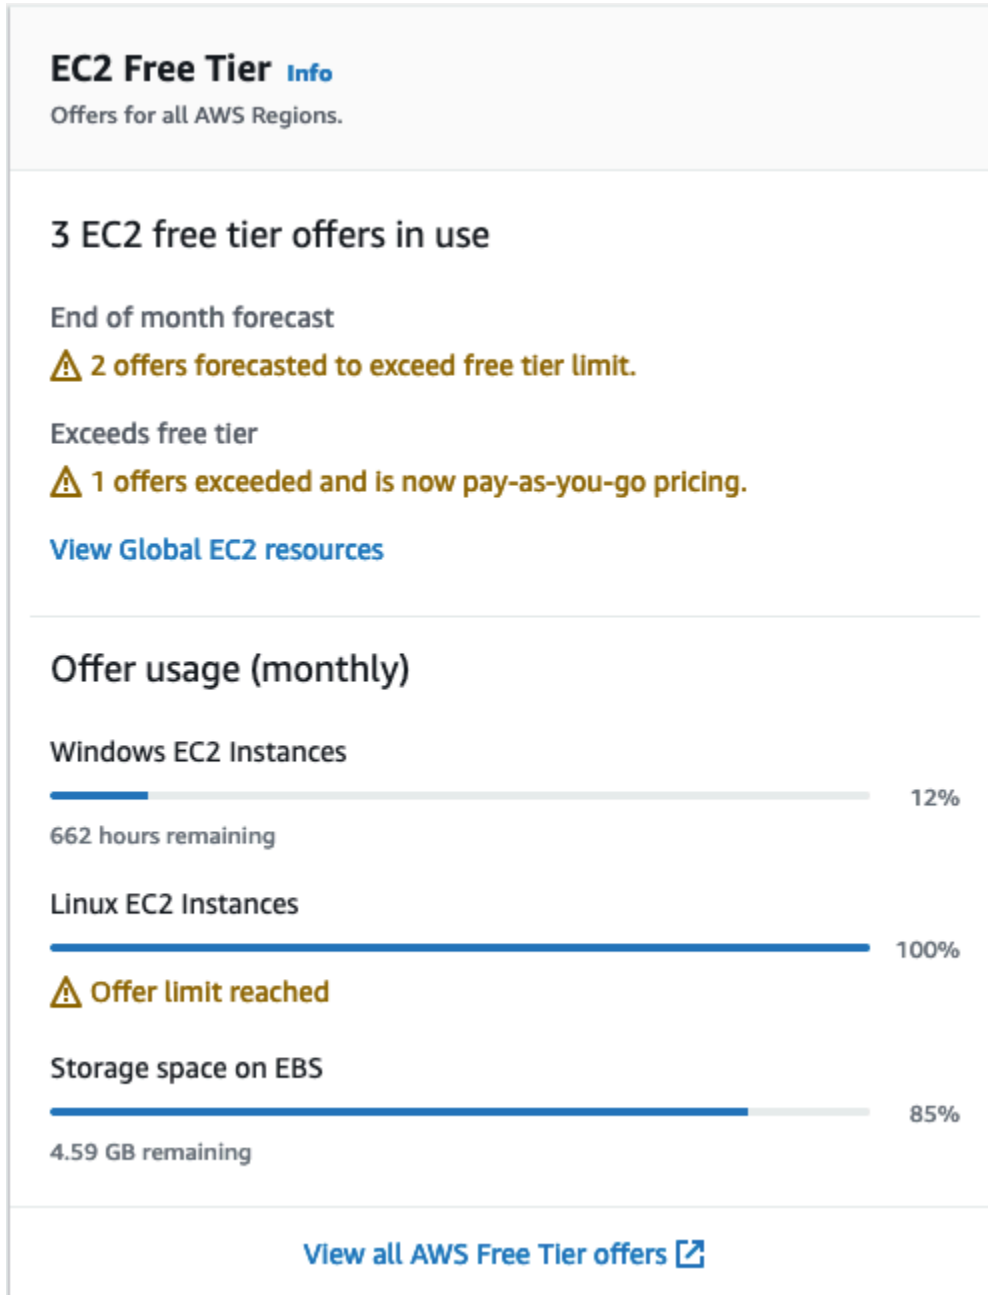 EC2 Free Tier Info
Offers for all AWS Regions.
3 EC2 free tier offers in use
End of month forecast
2 offers forecasted to exceed free tier limit.
Exceeds free tier
1 offers exceeded and is now pay-as-you-go pricing.
View Global EC2 resources
Offer usage (monthly)
Windows EC2 Instances
12%
662 hours remaining
Linux EC2 Instances
100%
Offer limit reached
Storage space on EBS
85%
4.59 GB remaining
View all AWS Free Tier offers